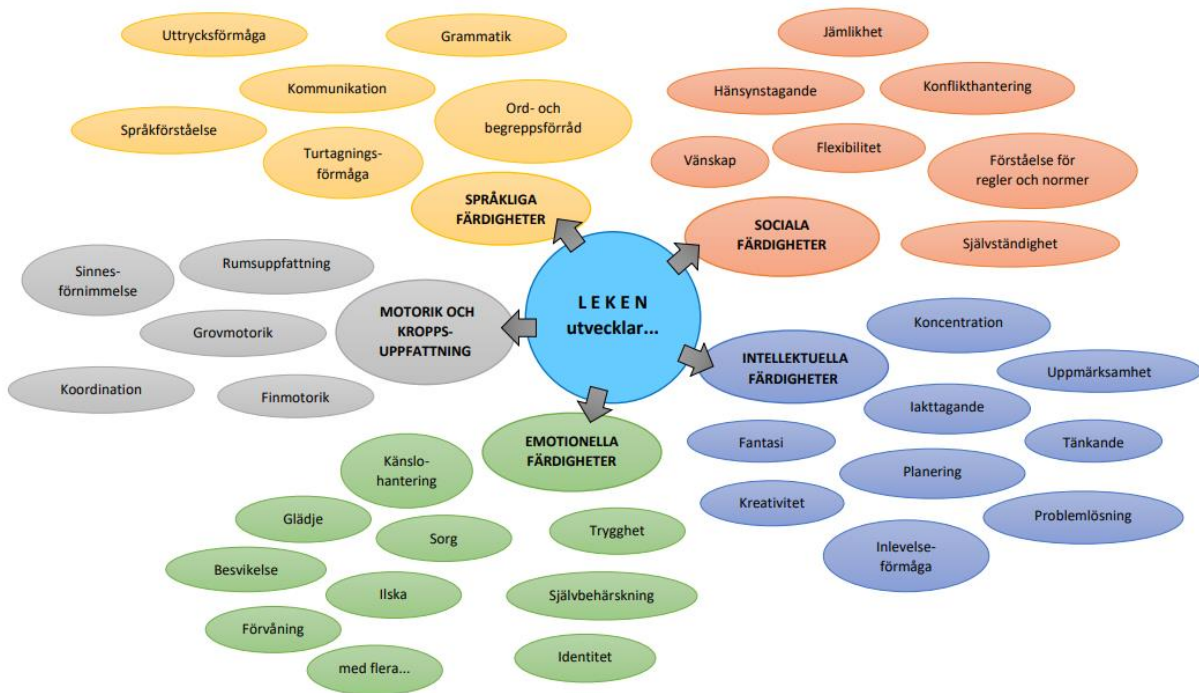 Uttrycksförmåga
Grammatik
Kommunikation
Ord- och
begreppsförråd
Språkförståelse
Turtagnings-
förmåga
SPRÅKLIGA
FÄRDIGHETER
Jämlikhet
Hänsynstagande
Konflikthantering
Vänskap
Flexibilitet
Förståelse för
regler och normer
SOCIALA
FÄRDIGHETER
Självständighet
L E K E N
utvecklar...
Sinnes-
förnimmelse
Rumsuppfattning
Grovmotorik
MOTORIK OCH
KROPPS-
UPPFATTNING
Koordination
Finmotorik
INTELLEKTUELLA
FÄRDIGHETER
Koncentration
Uppmärksamhet
Iakttagande
Fantasi
Tänkande
Planering
Kreativitet
Problemlösning
Inlevelse-
förmåga
EMOTIONELLA
FÄRDIGHETER
Känslo-
hantering
Glädje
Sorg
Trygghet
Besvikelse
Ilska
Självbehärskning
Förvåning
Identitet
med flera...